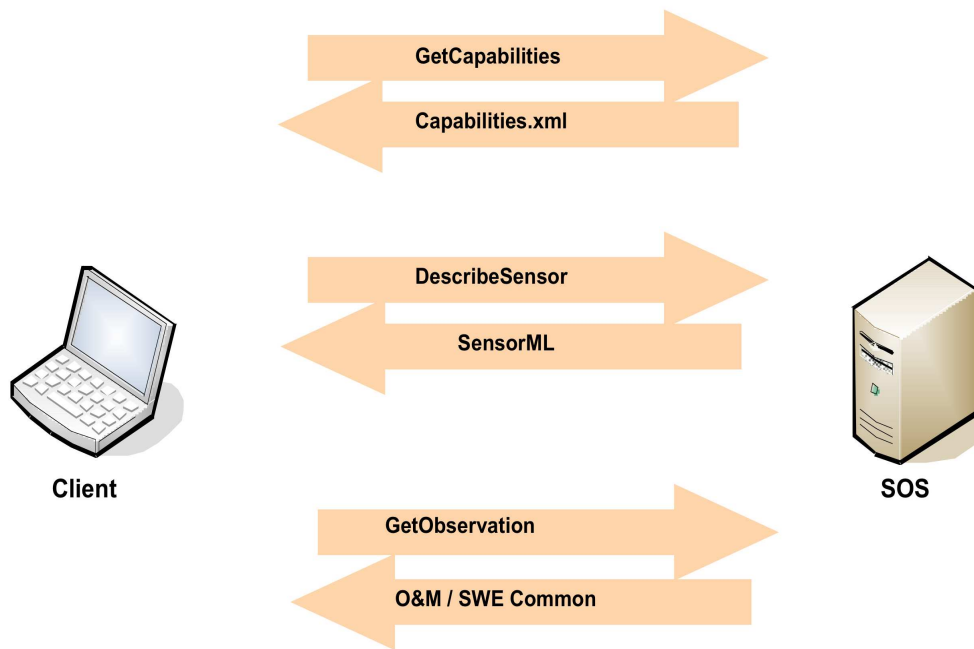 GetCapabilities
Capabilities.xml
DescribeSensor
SensorML
Client
SOS
GetObservation
O&M / SWE Common